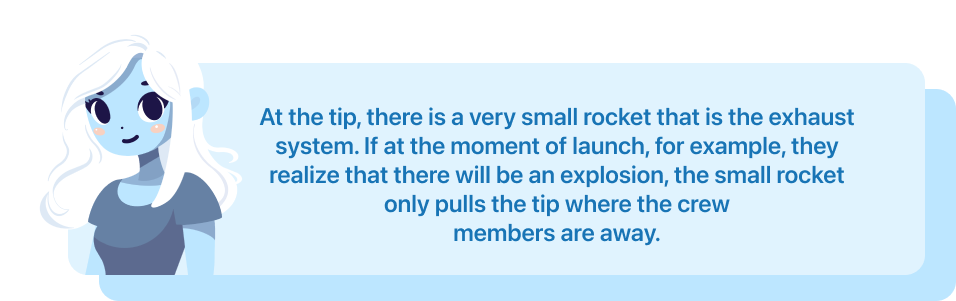 At the tip, there is a very small rocket that is the exhaust
system. If at the moment of launch, for example, they
realize that there will be an explosion, the small rocket
only pulls the tip where the crew
members are away.